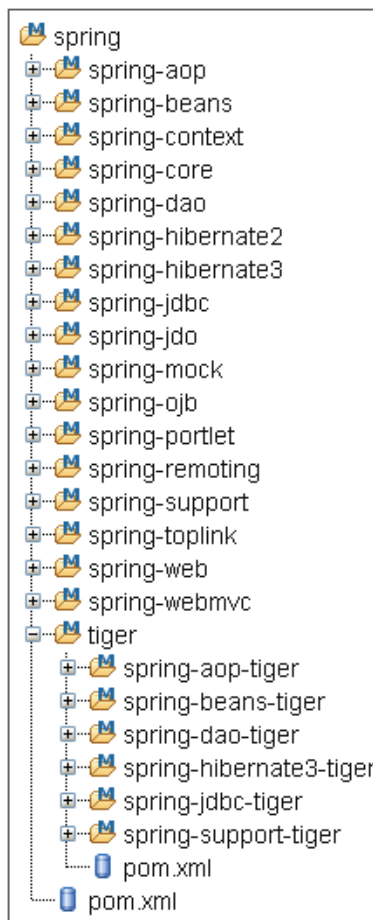 spring
spring-aop
spring-beans
spring-context
spring-core
spring-dao
spring-hibernate2
spring-hibernate3
spring-jdbc
spring-jdo
spring-mock
spring-ojb
spring-portlet
spring-remoting
spring-support
spring-toplink
spring-web
spring-webmvc
tiger
spring-aop-tiger
spring-beans-tiger
spring-dao-tiger
spring-hibernate3-tiger
spring-jdbc-tiger
spring-support-tiger
pom.xml
pom.xml